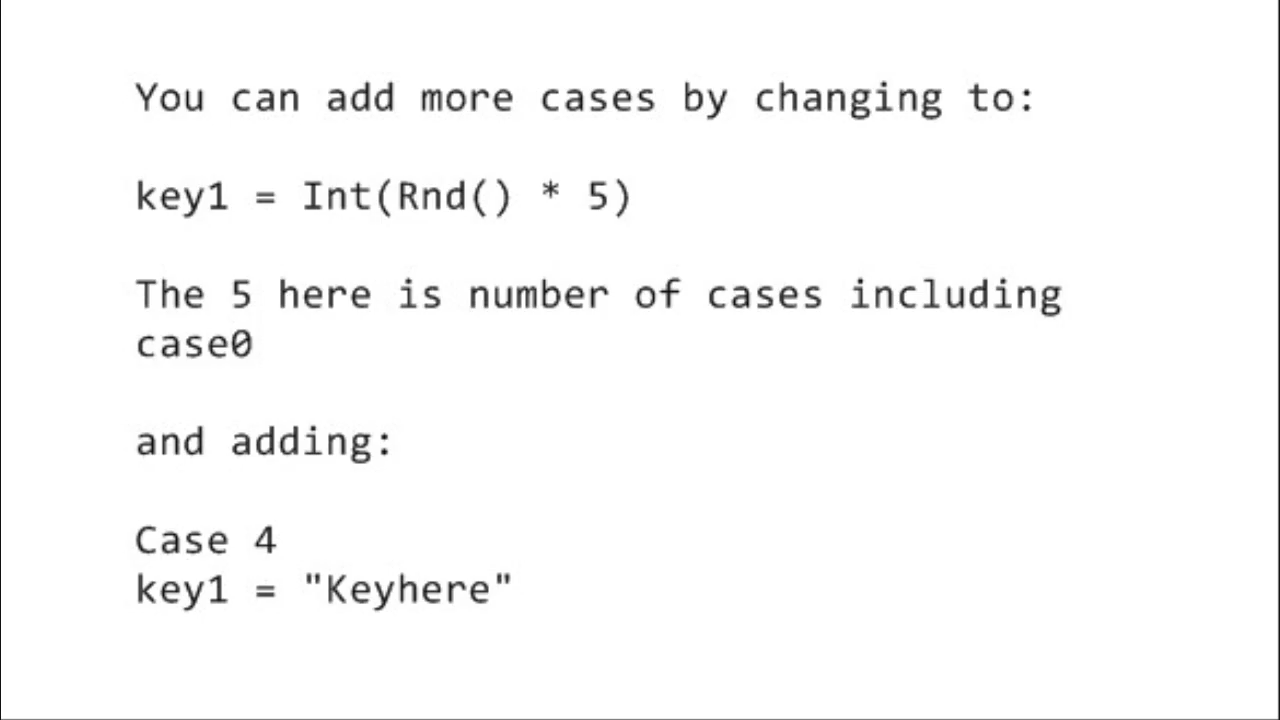 You can add more cases by changing to:
key1 = Int(Rnd() * 5)
The 5 here is number of cases including
case0
and adding:
Case 4
key1 = "Keyhere"